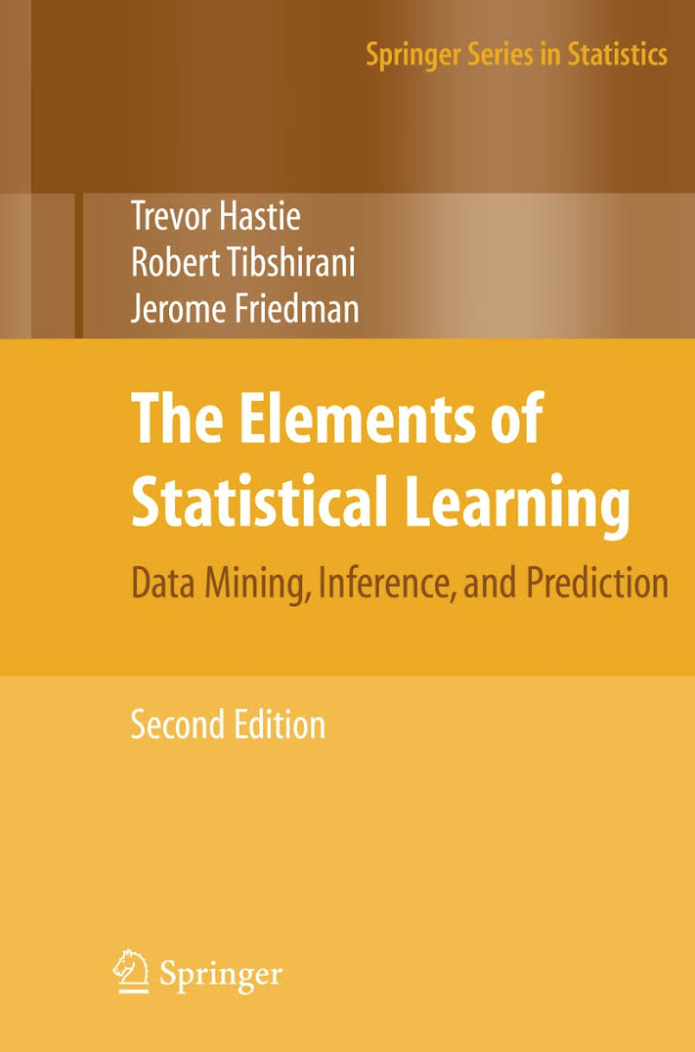 Springer Series in Statistics
Trevor Hastie
Robert Tibshirani
Jerome Friedman
The Elements of
Statistical Learning
Data Mining, Inference, and Prediction
Second Edition
Springer